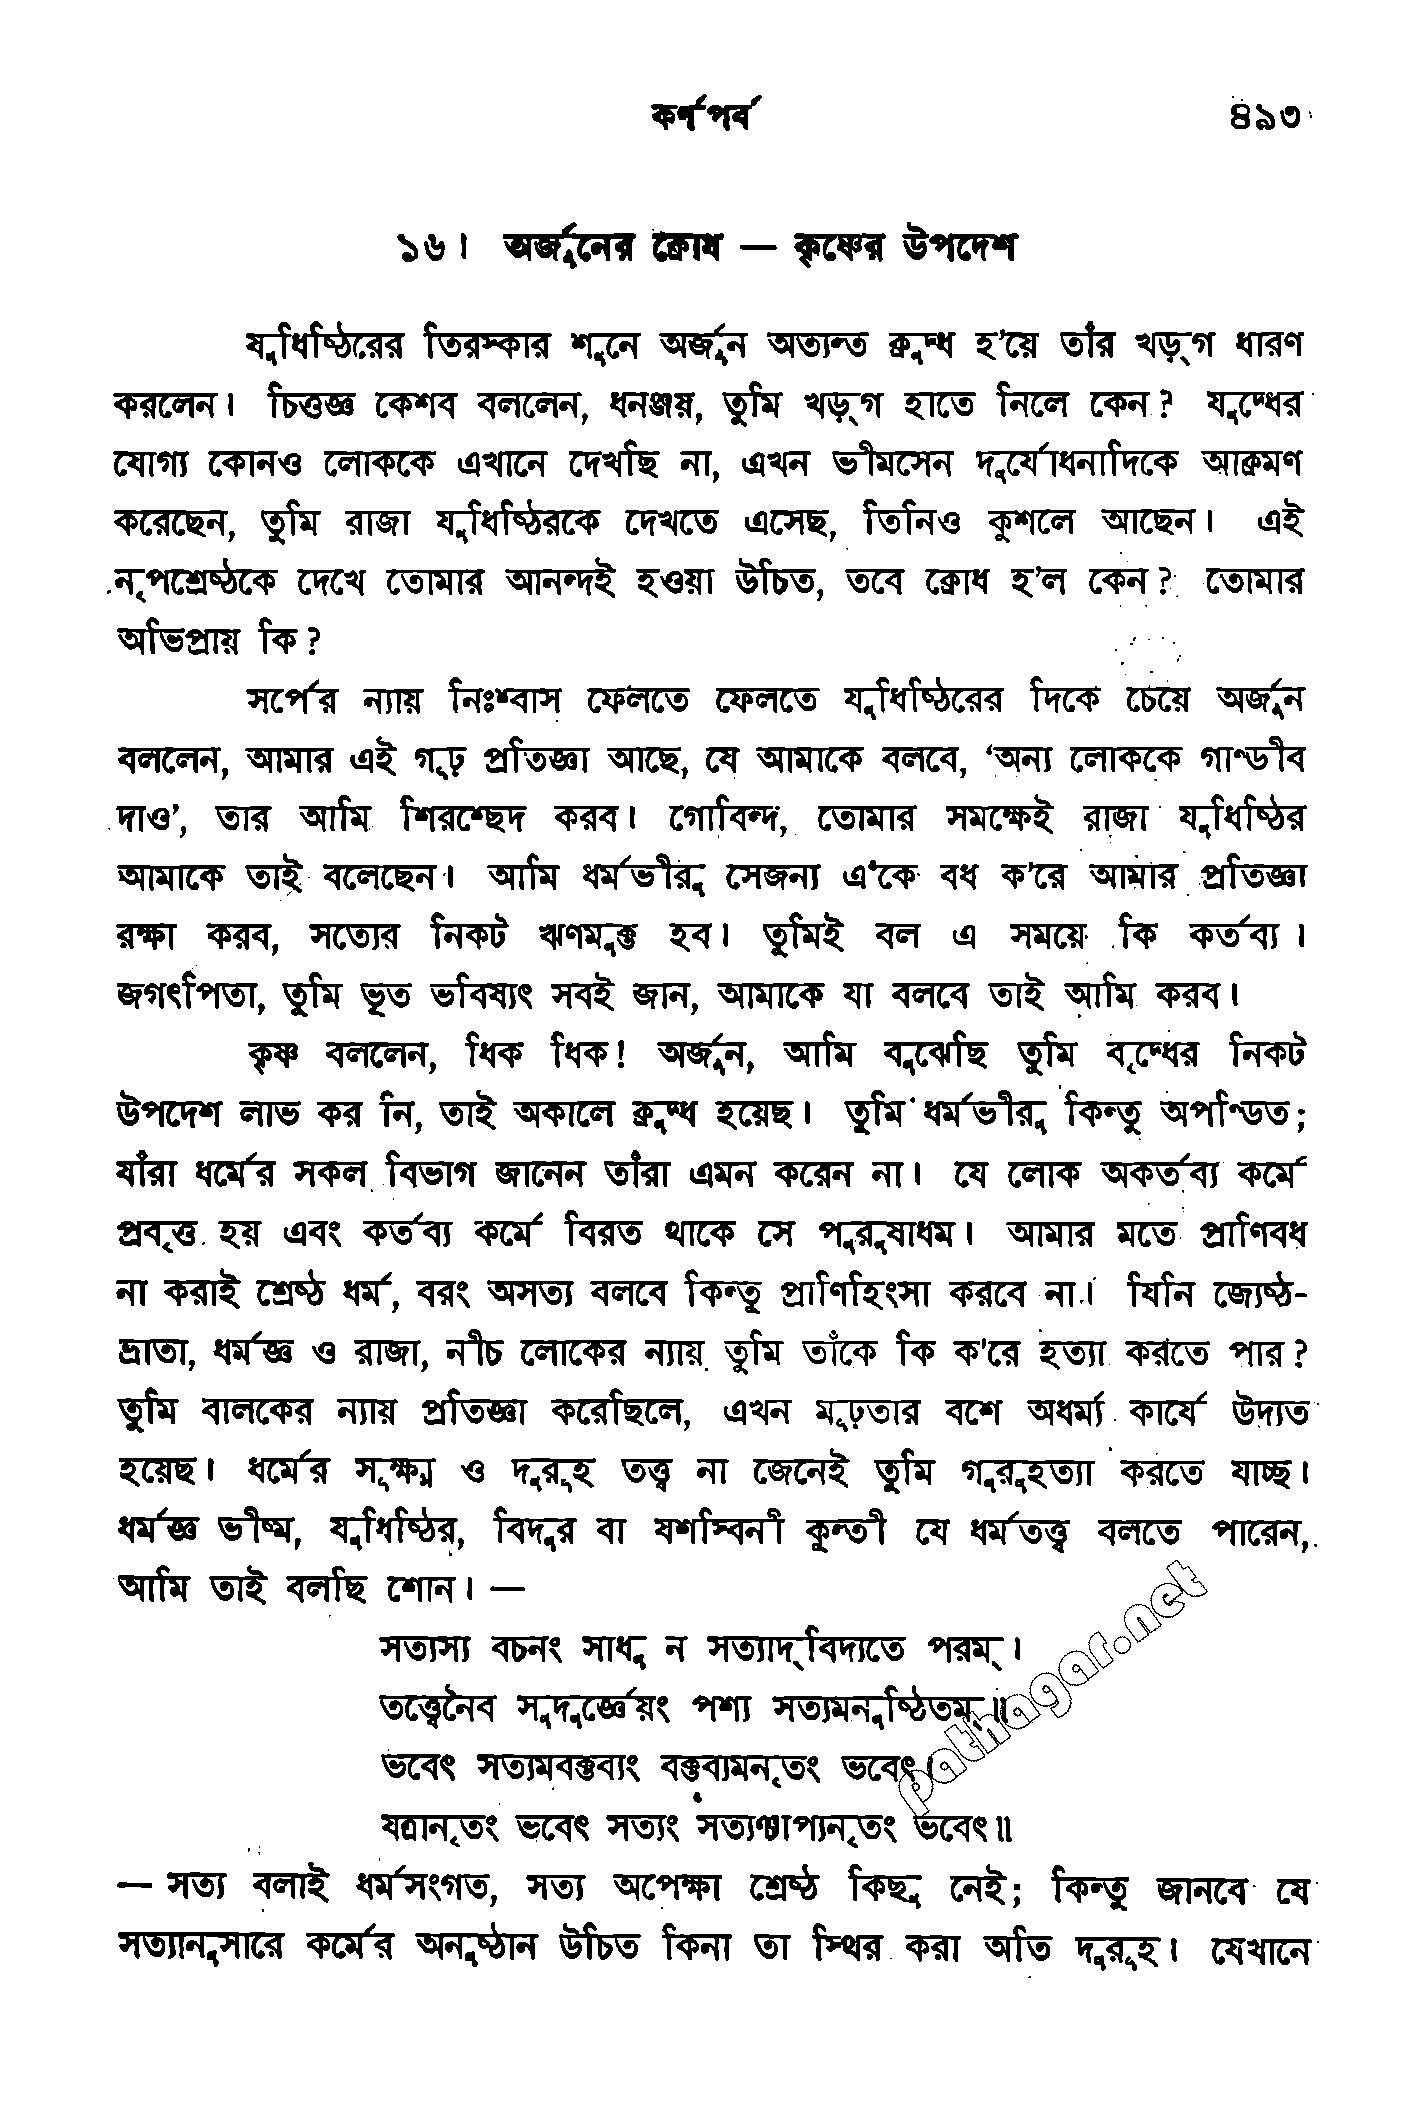 কর্ণপর্ব ৪৯৩
১৬। অর্জুনের ক্রোধ — কৃষ্ণের উপদেশ
যুধিষ্ঠিরের তিরস্কার শুনে অর্জুন অত্যন্ত ক্রুদ্ধ হ'য়ে তাঁর খড়্‌গ ধারণ
করলেন। চিত্তজ্ঞ কেশব বললেন, ধনঞ্জয়, তুমি খড়্‌গ হাতে নিলে কেন? যুদ্ধের
যোগ্য কোনও লোককে এখানে দেখছি না, এখন ভীমসেন দুর্যোধনাদিকে আক্রমণ
করেছেন, তুমি রাজা যুধিষ্ঠিরকে দেখতে এসেছ, তিনিও কুশলে আছেন। এই
নৃপশ্রেষ্ঠকে দেখে তোমার আনন্দই হওয়া উচিত, তবে ক্রোধ হ'ল কেন? তোমার
অভিপ্রায় কি?
সর্পের ন্যায় নিঃশ্বাস ফেলতে ফেলতে যুধিষ্ঠিরের দিকে চেয়ে অর্জুন
বললেন, আমার এই গূঢ় প্রতিজ্ঞা আছে, যে আমাকে বলবে, ‘অন্য লোককে গাণ্ডীব
দাও’, তার আমি শিরশ্ছেদ করব। গোবিন্দ, তোমার সমক্ষেই রাজা যুধিষ্ঠির
আমাকে তাই বলেছেন। আমি ধর্মভীরু সেজন্য এঁকে বধ ক'রে আমার প্রতিজ্ঞা
রক্ষা করব, সত্যের নিকট ঋণমুক্ত হব। তুমিই বল এ সময়ে কি কর্তব্য।
জগৎপিতা, তুমি ভূত ভবিষ্যৎ সবই জান, আমাকে যা বলবে তাই আমি করব।
কৃষ্ণ বললেন, ধিক ধিক! অর্জুন, আমি বুঝেছি তুমি বৃদ্ধের নিকট
উপদেশ লাভ কর নি, তাই অকালে ক্রুদ্ধ হয়েছ। তুমি ধর্মভীরু কিন্তু অপণ্ডিত;
যাঁরা ধর্মের সকল বিভাগ জানেন তাঁরা এমন করেন না। যে লোক অকর্তব্য কর্মে
প্রবৃত্ত হয় এবং কর্তব্য কর্মে বিরত থাকে সে পুরুষাধম। আমার মতে প্রাণিবধ
না করাই শ্রেষ্ঠ ধর্ম, বরং অসত্য বলবে কিন্তু প্রাণিহিংসা করবে না। যিনি জ্যেষ্ঠ-
ভ্রাতা, ধর্মজ্ঞ ও রাজা, নীচ লোকের ন্যায় তুমি তাঁকে কি ক'রে হত্যা করতে পার?
তুমি বালকের ন্যায় প্রতিজ্ঞা করেছিলে, এখন মূঢ়তার বশে অধর্ম্য কার্যে উদ্যত
হয়েছ। ধর্মের সূক্ষ্ম ও দুরূহ তত্ত্ব না জেনেই তুমি গুরুহত্যা করতে যাচ্ছ।
ধর্মজ্ঞ ভীষ্ম, যুধিষ্ঠির, বিদুর বা যশস্বিনী কুন্তী যে ধর্মতত্ত্ব বলতে পারেন,
আমি তাই বলছি শোন। —
সত্যস্য বচনং সাধু ন সত্যাদ্‌বিদ্যতে পরম্।
তত্ত্বেনৈব সুদুর্জ্ঞেয়ং পশ্য সত্যমনুষ্ঠিতম্॥
ভবেৎ সত্যমবক্তব্যং বক্তব্যমনৃতং ভবেৎ।
যত্রানৃতং ভবেৎ সত্যং সত্যঞ্চাপ্যনৃতং ভবেৎ॥
— সত্য বলাই ধর্মসংগত, সত্য অপেক্ষা শ্রেষ্ঠ কিছু নেই; কিন্তু জানবে যে
সত্যানুসারে কর্মের অনুষ্ঠান উচিত কিনা তা স্থির করা অতি দুরূহ। যেখানে
pathagar.net